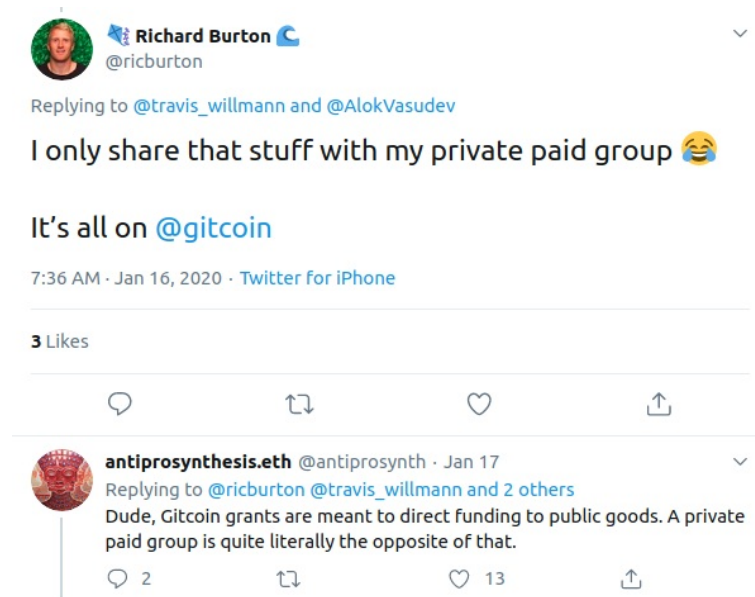 Richard Burton
@ricburton
Replying to @travis_willmann and @AlokVasudev
I only share that stuff with my private paid group 😂
It's all on @gitcoin
7:36 AM · Jan 16, 2020 · Twitter for iPhone
3 Likes
antiprosynthesis.eth @antiprosynth · Jan 17
Replying to @ricburton @travis_willmann and 2 others
Dude, Gitcoin grants are meant to direct funding to public goods. A private
paid group is quite literally the opposite of that.
2 13